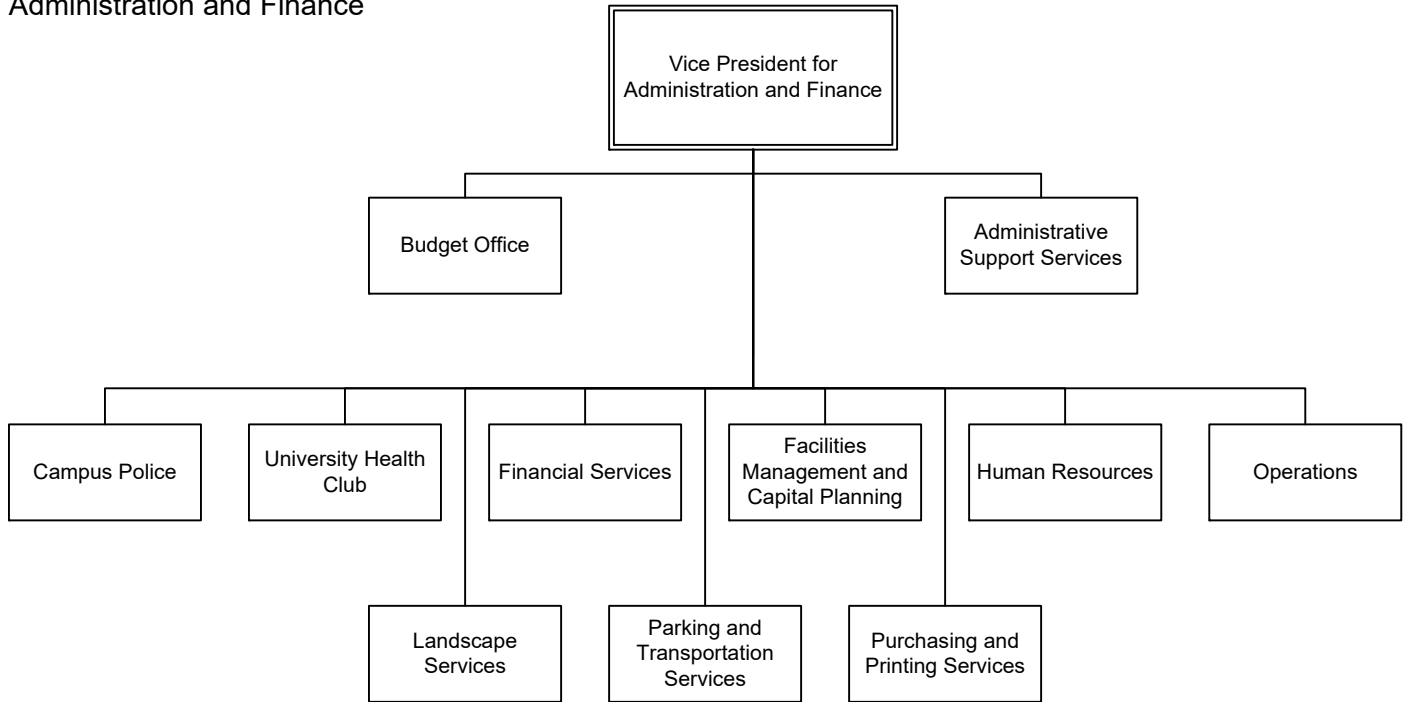 Administration and Finance
Vice President for
Administration and Finance
Budget Office
Administrative
Support Services
Campus Police
University Health
Club
Financial Services
Facilities
Management and
Capital Planning
Human Resources
Operations
Landscape
Services
Parking and
Transportation
Services
Purchasing and
Printing Services